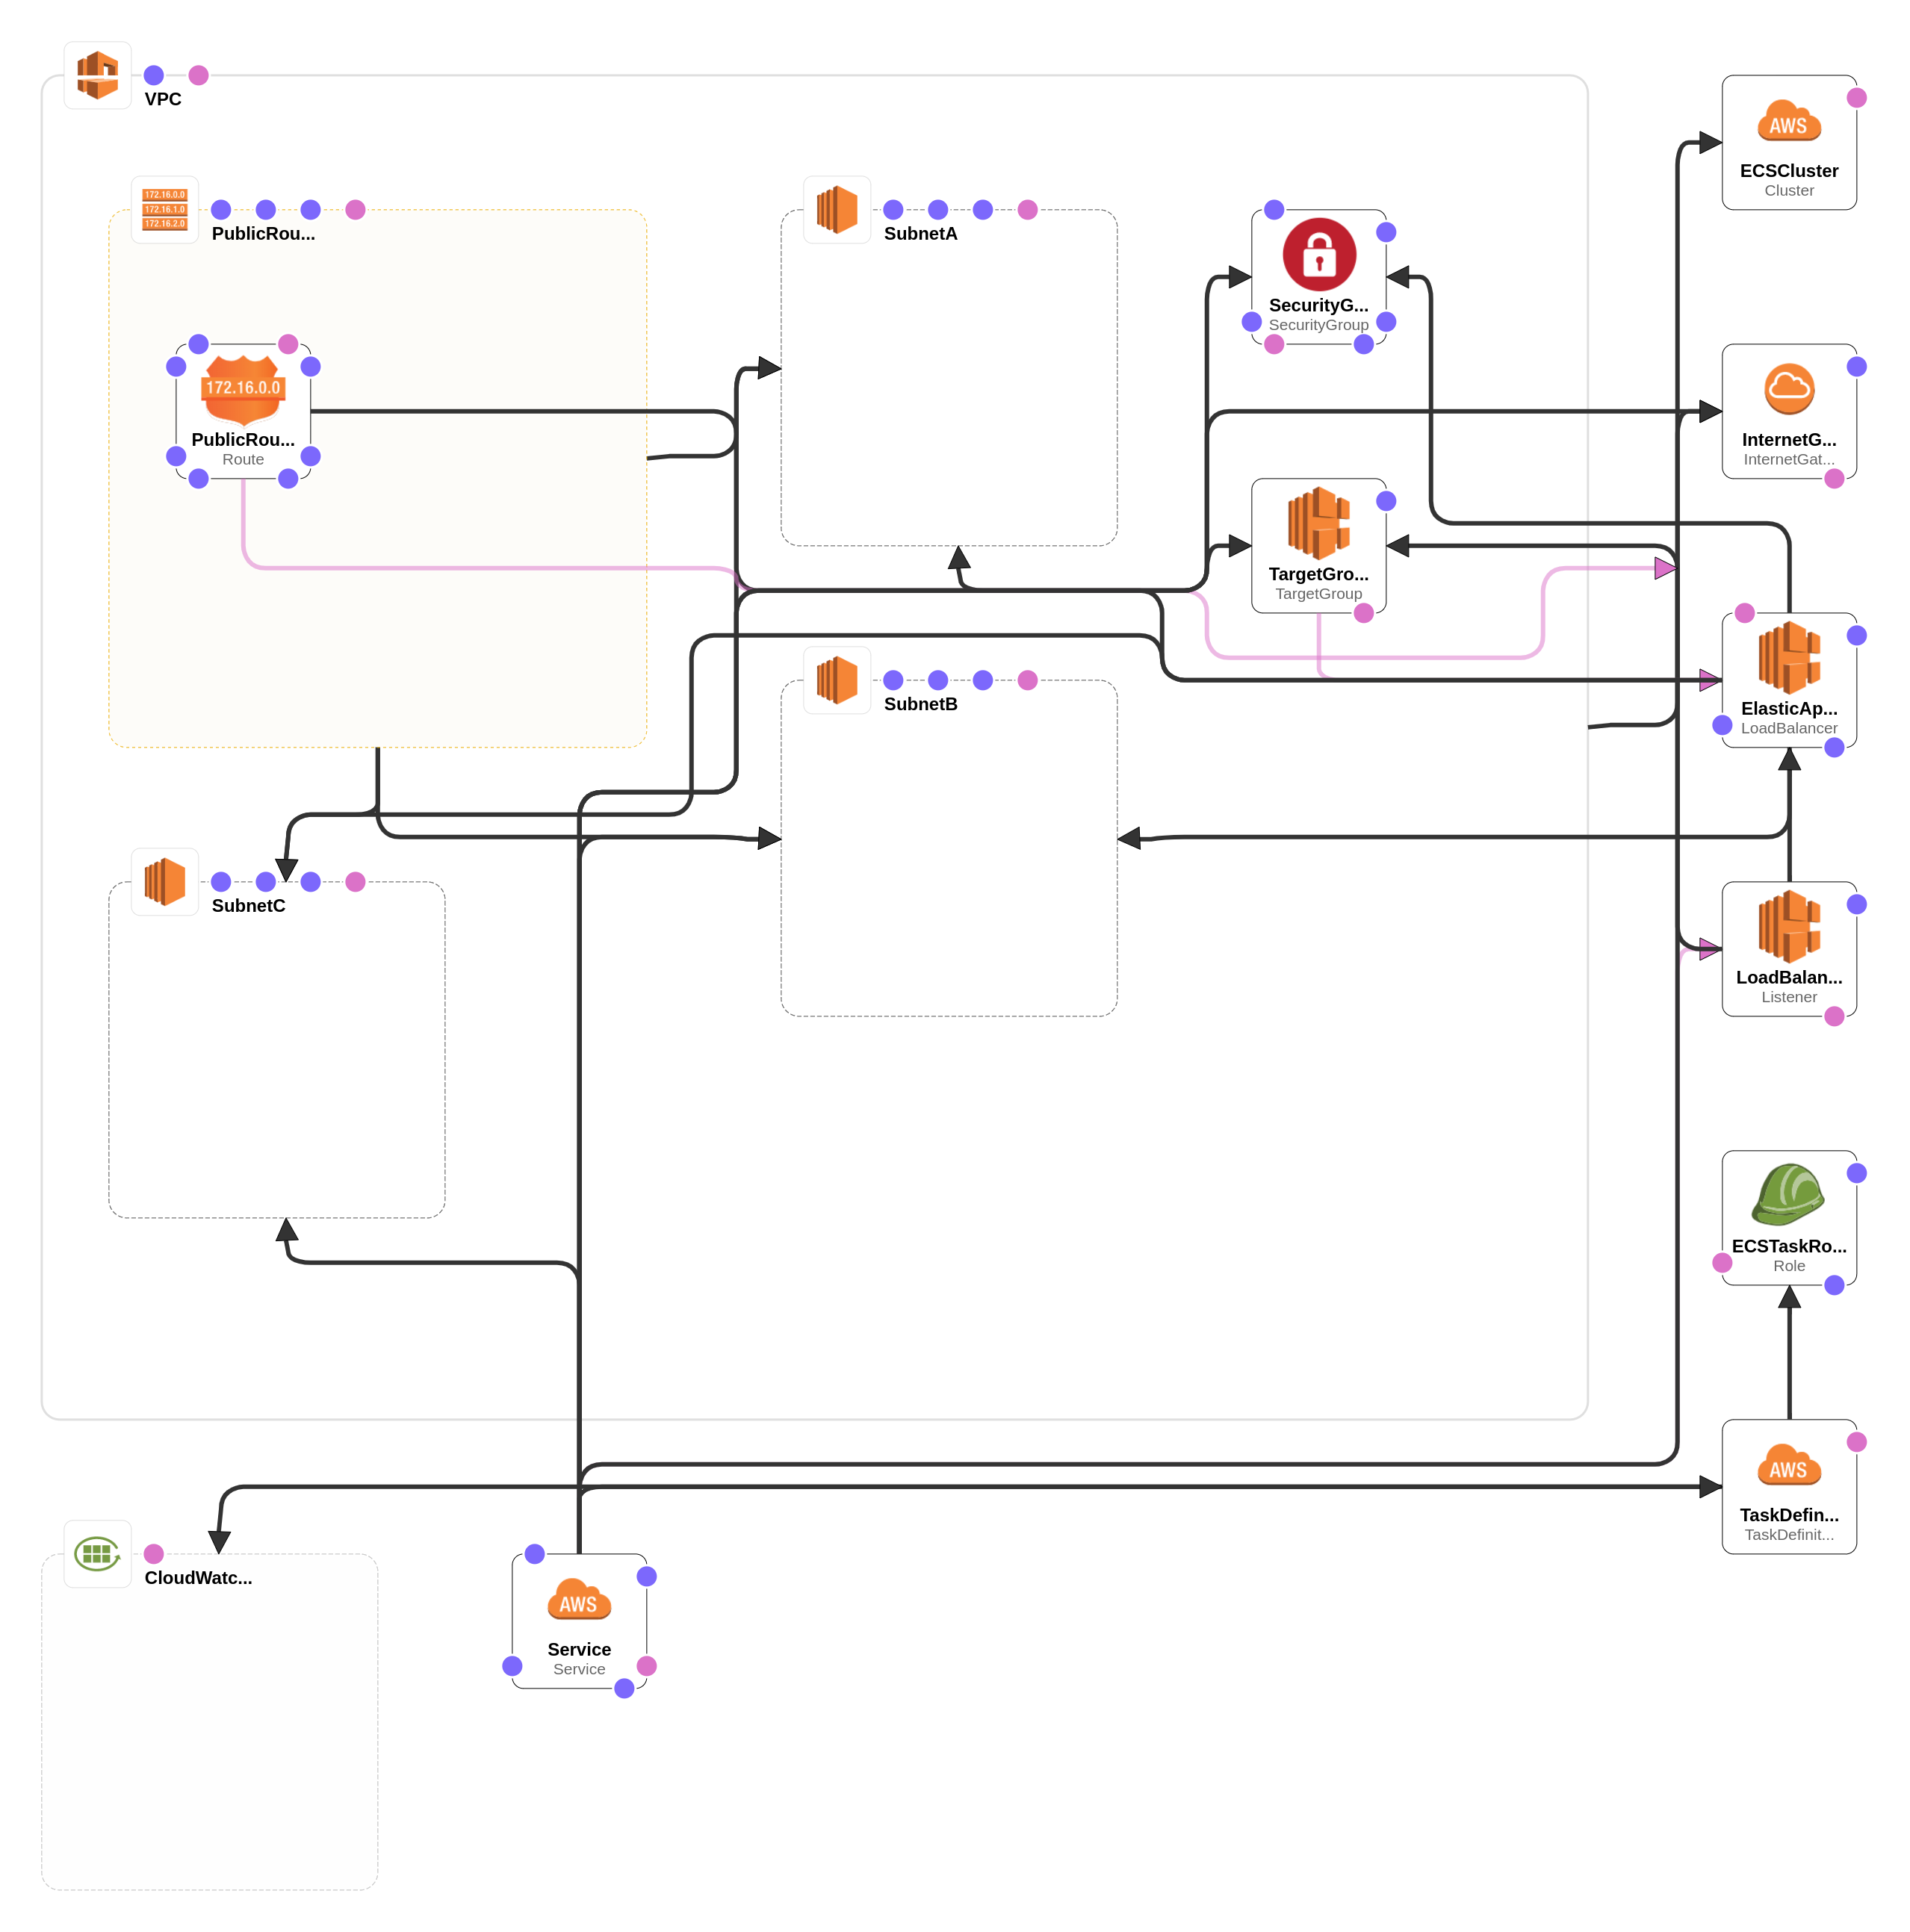 VPC
172.16.0.0
172.16.1.0
172.16.2.0
PublicRou...
SubnetA
172.16.0.0
PublicRou...
Route
SecurityG...
SecurityGroup
AWS
ECSCluster
Cluster
InternetG...
InternetGat...
TargetGro...
TargetGroup
SubnetB
ElasticAp...
LoadBalancer
SubnetC
LoadBalan...
Listener
ECSTaskRo...
Role
AWS
TaskDefin...
TaskDefinit...
CloudWatc...
AWS
Service
Service